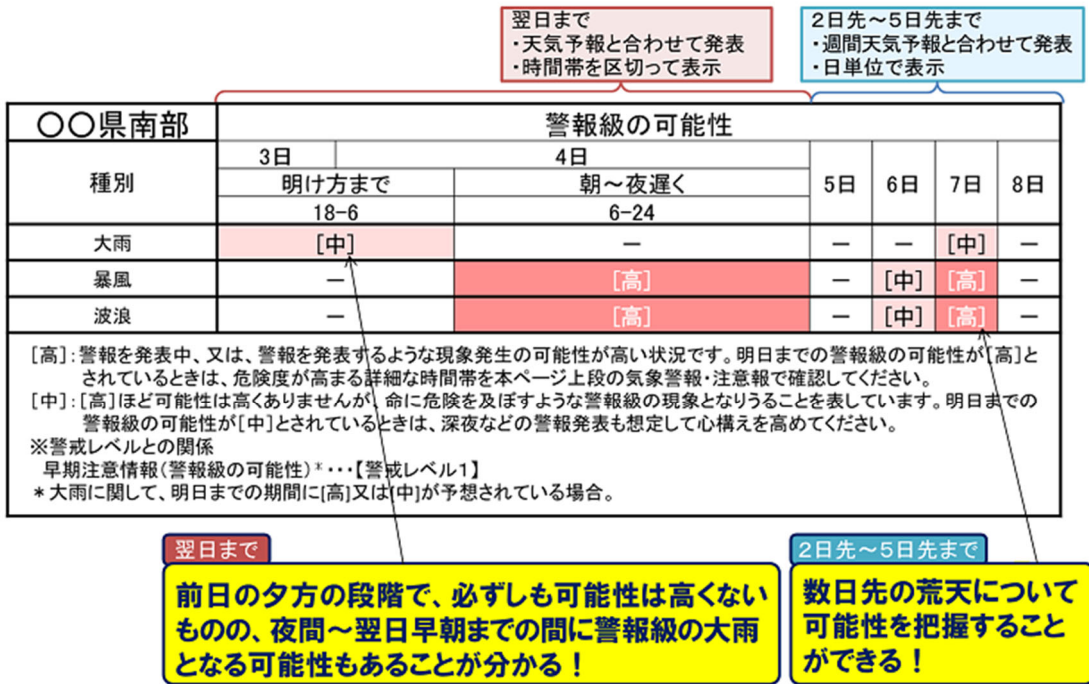 翌日まで
・天気予報と合わせて発表
・時間帯を区切って表示
2日先～5日先まで
・週間天気予報と合わせて発表
・日単位で表示
〇〇県南部 警報級の可能性
種別 3日 4日 5日 6日 7日 8日
明け方まで 朝～夜遅く
18-6 6-24
大雨 [中] － － － [中] －
暴風 － [高] － [中] [高] －
波浪 － [高] － [中] [高] －
[高]：警報を発表中、又は、警報を発表するような現象発生の可能性が高い状況です。明日までの警報級の可能性が[高]と
されているときは、危険度が高まる詳細な時間帯を本ページ上段の気象警報・注意報で確認してください。
[中]：[高]ほど可能性は高くありませんが、命に危険を及ぼすような警報級の現象となりうることを表しています。明日までの
警報級の可能性が[中]とされているときは、深夜などの警報発表も想定して心構えを高めてください。
※警戒レベルとの関係
早期注意情報（警報級の可能性）＊・・・【警戒レベル１】
＊大雨に関して、明日までの期間に[高]又は[中]が予想されている場合。
翌日まで
前日の夕方の段階で、必ずしも可能性は高くない
ものの、夜間～翌日早朝までの間に警報級の大雨
となる可能性もあることが分かる！
2日先～5日先まで
数日先の荒天について
可能性を把握すること
ができる！